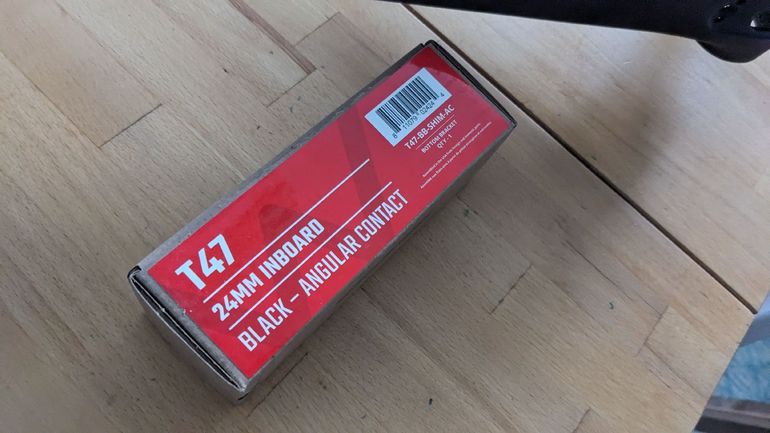 T47
24MM INBOARD
BLACK – ANGULAR CONTACT
T47-BB-SHIM-AC
BOTTOM BRACKET
QTY - 1